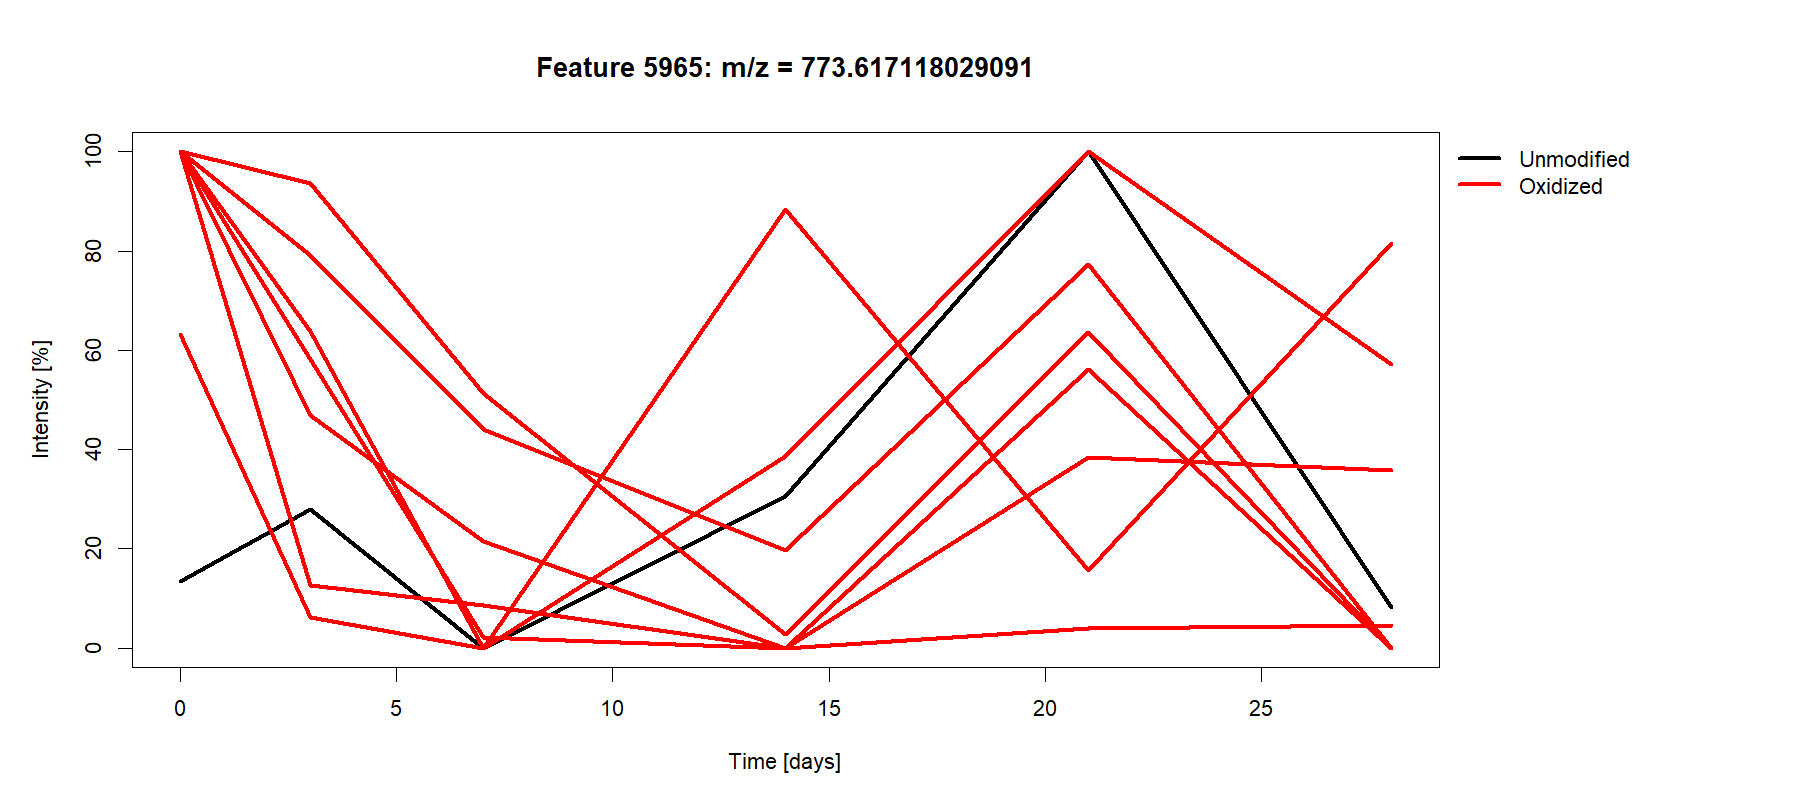 Feature 5965: m/z = 773.617118029091
Unmodified
Oxidized
100
80
60
40
20
0
Intensity [%]
0 5 10 15 20 25
Time [days]